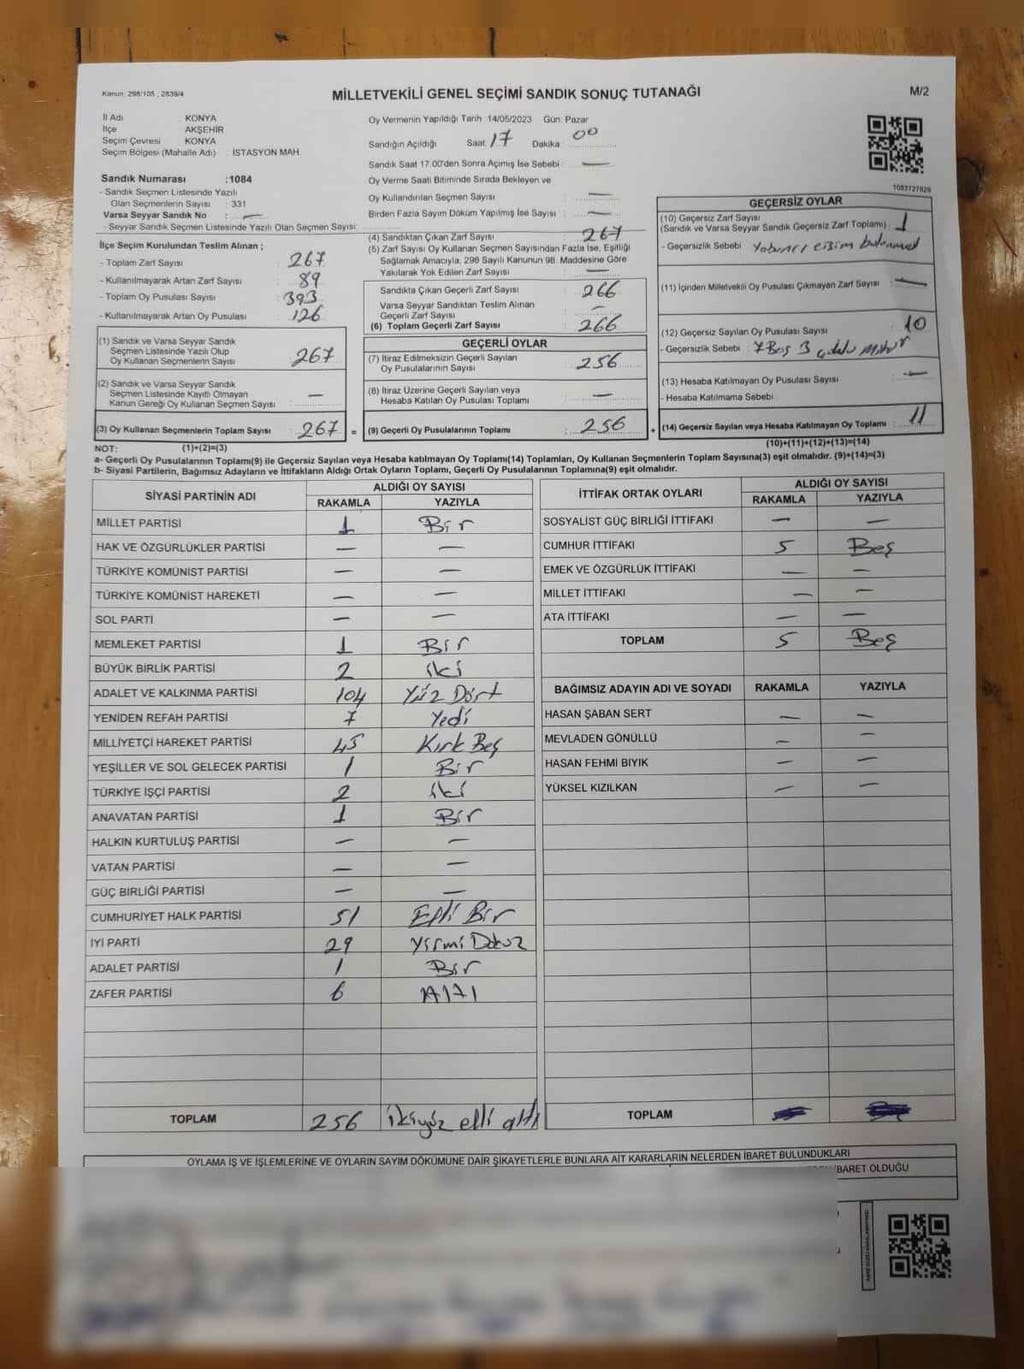 Kanun 298/105 , 2839/4
MİLLETVEKİLİ GENEL SEÇİMİ SANDIK SONUÇ TUTANAĞI
M/2
İl Adı KONYA
İlçe AKŞEHİR
Seçim Çevresi KONYA
Seçim Bölgesi (Mahalle Adı) : İSTASYON MAH.
Sandık Numarası :1084
- Sandık Seçmen Listesinde Yazılı
Olan Seçmenlerin Sayısı : 331
Varsa Seyyar Sandık No : —
- Seyyar Sandık Seçmen Listesinde Yazılı Olan Seçmen Sayısı
Oy Vermenin Yapıldığı Tarih :14/05/2023 Gün: Pazar
Sandığın Açıldığı Saat: 17 Dakika: 00
Sandık Saat 17.00'den Sonra Açımış İse Sebebi : —
Oy Verme Saati Bitiminde Sırada Bekleyen ve
Oy Kullandırılan Seçmen Sayısı : —
Birden Fazla Sayım Döküm Yapılmış İse Sayısı : —
1083727829
İlçe Seçim Kurulundan Teslim Alınan ;
- Toplam Zarf Sayısı : 267
- Kullanılmayarak Artan Zarf Sayısı : 89
- Toplam Oy Pusulası Sayısı : 393
- Kullanılmayarak Artan Oy Pusulası : 126
(1) Sandık ve Varsa Seyyar Sandık
Seçmen Listesinde Yazılı Olup
Oy Kullanan Seçmenlerin Sayısı : 267
(2) Sandık ve Varsa Seyyar Sandık
Seçmen Listesinde Kayıtlı Olmayan
Kanun Gereği Oy Kullanan Seçmen Sayısı : —
(3) Oy Kullanan Seçmenlerin Toplam Sayısı : 267 =
(4) Sandıktan Çıkan Zarf Sayısı : 267
(5) Zarf Sayısı Oy Kullanan Seçmen Sayısından Fazla İse, Eşitliği
Sağlamak Amacıyla, 298 Sayılı Kanunun 98. Maddesine Göre
Yakılarak Yok Edilen Zarf Sayısı : —
Sandıkta Çıkan Geçerli Zarf Sayısı : 266
Varsa Seyyar Sandıktan Teslim Alınan
Geçerli Zarf Sayısı : —
(6) Toplam Geçerli Zarf Sayısı : 266
GEÇERLİ OYLAR
(7) İtiraz Edilmeksizin Geçerli Sayılan
Oy Pusulalarının Sayısı : 256
(8) İtiraz Üzerine Geçerli Sayılan veya
Hesaba Katılan Oy Pusulası Toplamı : —
(9) Geçerli Oy Pusulalarının Toplamı : 256 +
GEÇERSİZ OYLAR
(10) Geçersiz Zarf Sayısı
(Sandık ve Varsa Seyyar Sandık Geçersiz Zarf Toplamı) : 1
- Geçersizlik Sebebi : Yabancı cisim
(11) İçinden Milletvekili Oy Pusulası Çıkmayan Zarf Sayısı : —
(12) Geçersiz Sayılan Oy Pusulası Sayısı : 10
- Geçersizlik Sebebi : 7 Boş 3
(13) Hesaba Katılmayan Oy Pusulası Sayısı : —
- Hesaba Katılmama Sebebi
(14) Geçersiz Sayılan veya Hesaba Katılmayan Oy Toplamı : 11
NOT: (1)+(2)=(3) (10)+(11)+(12)+(13)=(14)
a- Geçerli Oy Pusulalarının Toplamı(9) ile Geçersiz Sayılan veya Hesaba katılmayan Oy Toplamı(14) Toplamları, Oy Kullanan Seçmenlerin Toplam Sayısına(3) eşit olmalıdır. (9)+(14)=(3)
b- Siyasi Partilerin, Bağımsız Adayların ve İttifakların Aldığı Ortak Oyların Toplamı, Geçerli Oy Pusulalarının Toplamına(9) eşit olmalıdır.
SİYASİ PARTİNİN ADI ALDIĞI OY SAYISI
RAKAMLA YAZIYLA
MİLLET PARTİSİ 1 Bir
HAK VE ÖZGÜRLÜKLER PARTİSİ — —
TÜRKİYE KOMÜNİST PARTİSİ — —
TÜRKİYE KOMÜNİST HAREKETİ — —
SOL PARTİ — —
MEMLEKET PARTİSİ 1 Bir
BÜYÜK BİRLİK PARTİSİ 2 iki
ADALET VE KALKINMA PARTİSİ 104 Yüz Dört
YENİDEN REFAH PARTİSİ 7 Yedi
MİLLİYETÇİ HAREKET PARTİSİ 45 Kırk Beş
YEŞİLLER VE SOL GELECEK PARTİSİ 1 Bir
TÜRKİYE İŞÇİ PARTİSİ 2 iki
ANAVATAN PARTİSİ 1 Bir
HALKIN KURTULUŞ PARTİSİ — —
VATAN PARTİSİ — —
GÜÇ BİRLİĞİ PARTİSİ — —
CUMHURİYET HALK PARTİSİ 51 Elli Bir
İYİ PARTİ 29 Yirmi Dokuz
ADALET PARTİSİ 1 Bir
ZAFER PARTİSİ 6 Altı
TOPLAM 256 ikiyüz elli altı
İTTİFAK ORTAK OYLARI ALDIĞI OY SAYISI
RAKAMLA YAZIYLA
SOSYALİST GÜÇ BİRLİĞİ İTTİFAKI — —
CUMHUR İTTİFAKI 5 Beş
EMEK VE ÖZGÜRLÜK İTTİFAKI — —
MİLLET İTTİFAKI — —
ATA İTTİFAKI — —
TOPLAM 5 Beş
BAĞIMSIZ ADAYIN ADI VE SOYADI RAKAMLA YAZIYLA
HASAN ŞABAN SERT — —
MEVLADEN GÖNÜLLÜ — —
HASAN FEHMI BIYIK — —
YÜKSEL KIZILKAN — —
TOPLAM
OYLAMA İŞ VE İŞLEMLERİNE VE OYLARIN SAYIM DÖKÜMÜNE DAİR ŞİKAYETLERLE BUNLARA AİT KARARLARIN NELERDEN İBARET BULUNDUKLARI
İBARET OLDUĞU